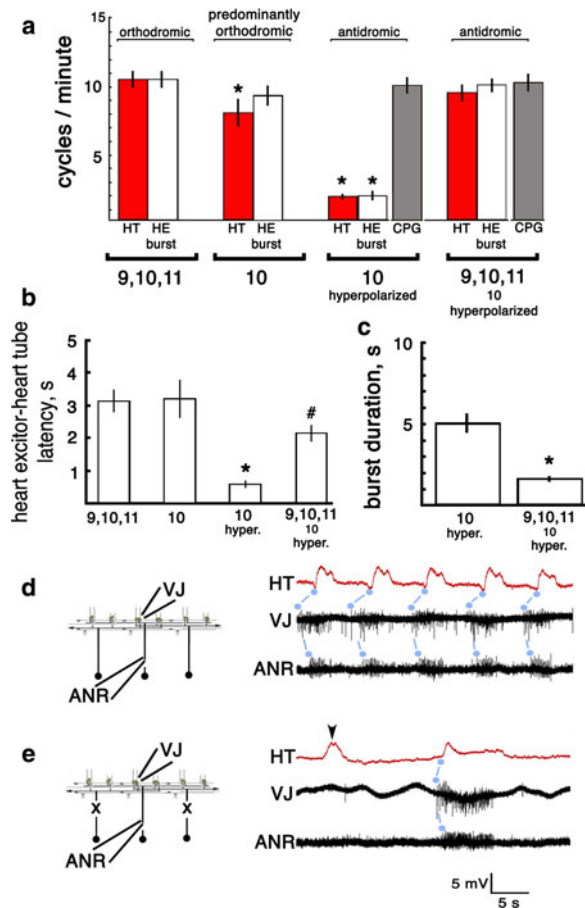 a
orthodromic
predominantly
orthodromic
antidromic
antidromic
cycles / minute
15
10
5
*
*
*
HT HE HT HE HT HE CPG HT HE CPG
burst burst burst burst
9,10,11
10
10
hyperpolarized
9,10,11
10
hyperpolarized
b
heart excitor-heart tube
latency, s
5
4
3
2
1
*
#
9,10,11
10
10
hyper.
9,10,11
10
hyper.
c
burst duration, s
10
5
*
10
hyper.
9,10,11
10
hyper.
d
VJ
ANR
HT
VJ
ANR
e
VJ
X X
ANR
HT
VJ
ANR
5 mV
5 s